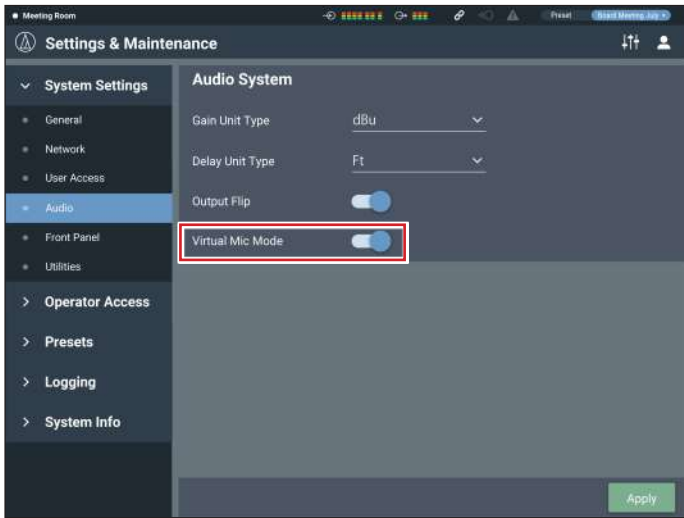 Meeting Room
Preset
Board Meeting July
Settings & Maintenance
System Settings
General
Network
User Access
Audio
Front Panel
Utilities
Operator Access
Presets
Logging
System Info
Audio System
Gain Unit Type dBu
Delay Unit Type Ft
Output Flip
Virtual Mic Mode
Apply